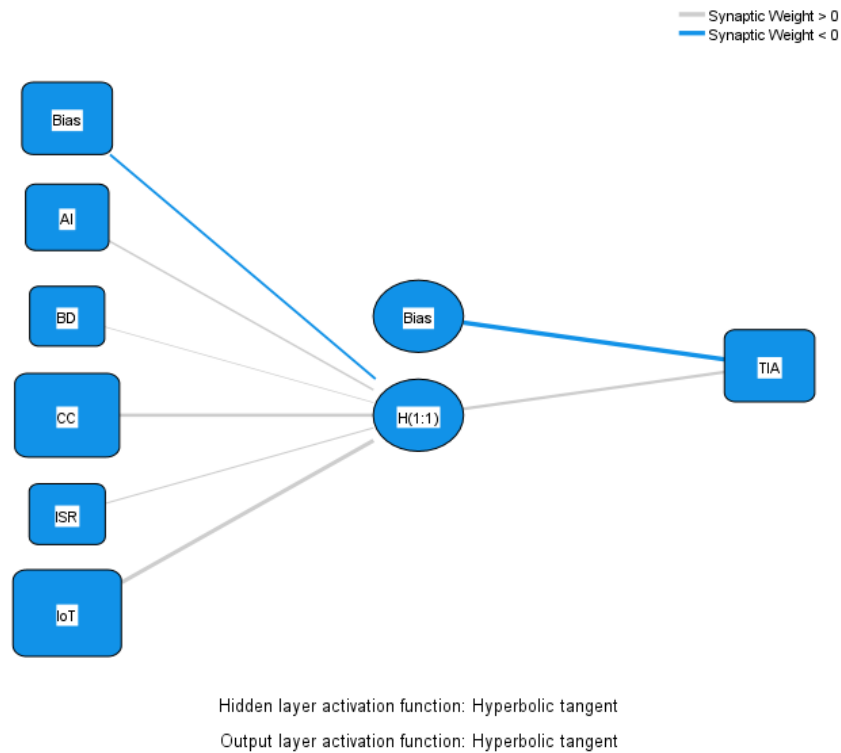 Synaptic Weight > 0
Synaptic Weight < 0
Bias
AI
BD
Bias
TIA
CC
H(1:1)
ISR
IoT
Hidden layer activation function: Hyperbolic tangent
Output layer activation function: Hyperbolic tangent